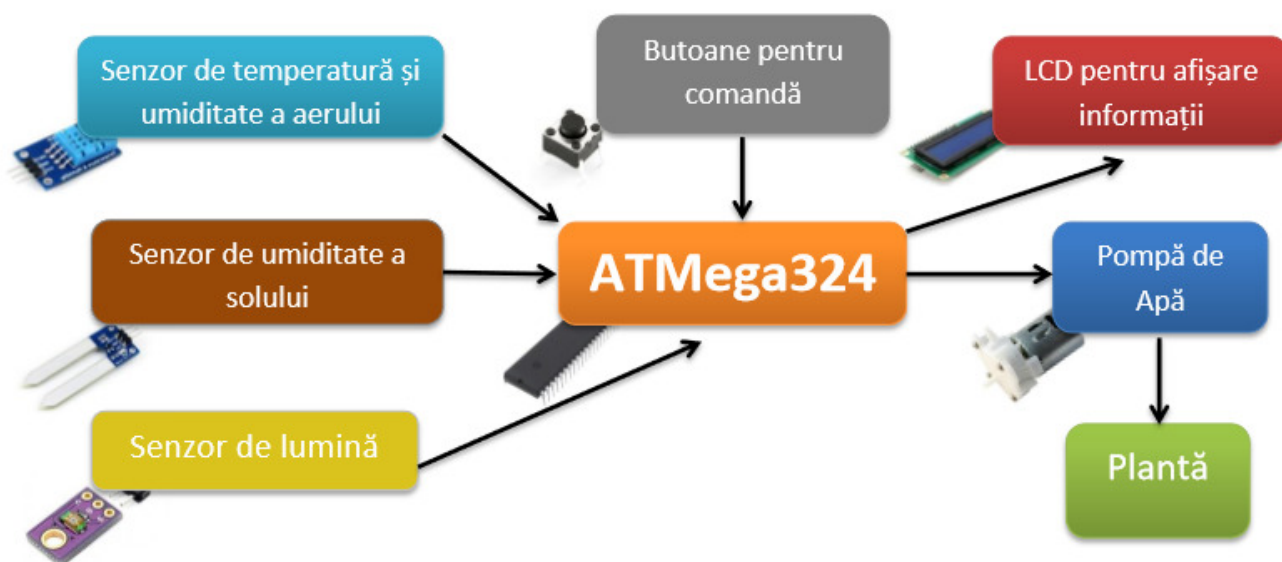 Senzor de temperatură și
umiditate a aerului
Butoane pentru
comandă
LCD pentru afișare
informații
Senzor de umiditate a
solului
ATMega324
Pompă de
Apă
Senzor de lumină
Plantă